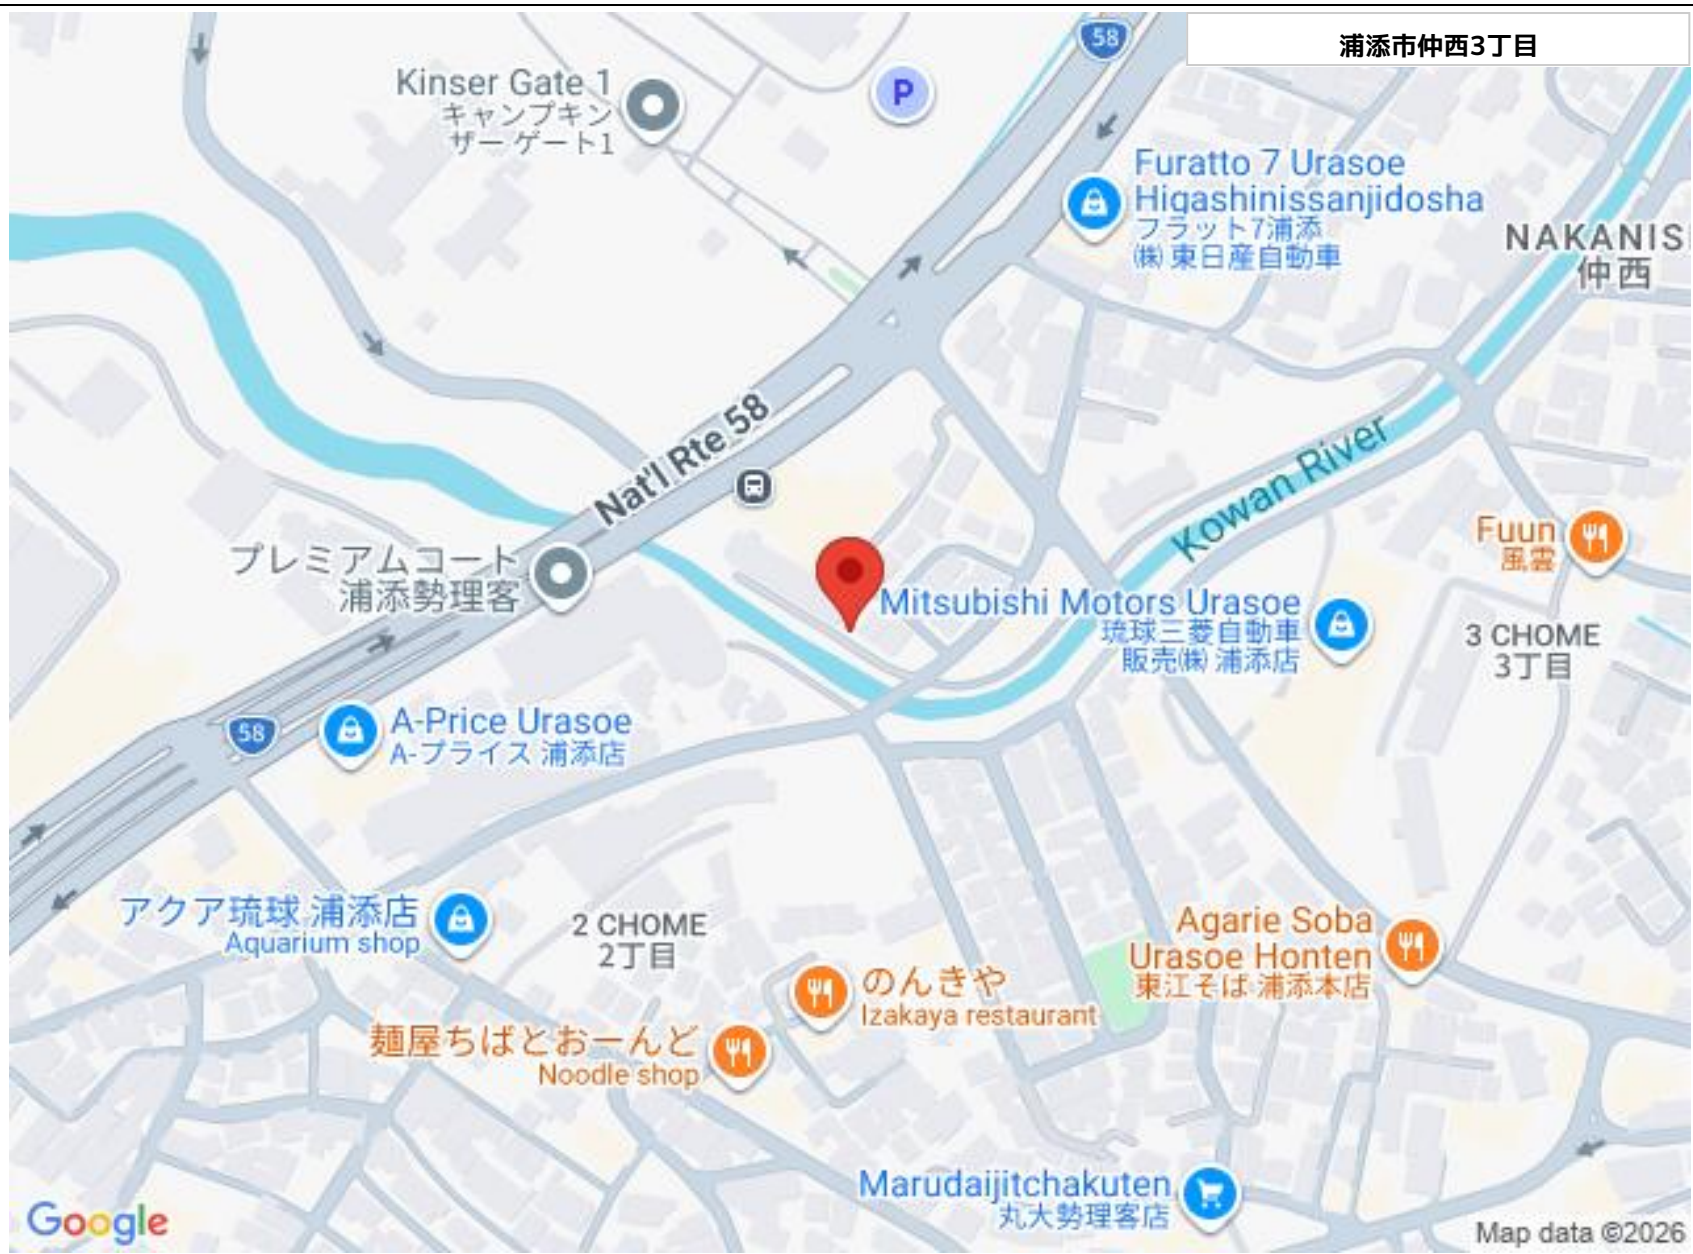 浦添市仲西3丁目
58
Kinser Gate 1
キャンプキン
ザー ゲート1
P
Furatto 7 Urasoe
Higashinissanjidosha
フラット7浦添
㈱ 東日産自動車
NAKANIS
仲西
Nat'l Rte 58
Kowan River
プレミアムコート
浦添勢理客
Mitsubishi Motors Urasoe
琉球三菱自動車
販売㈱ 浦添店
Fuun
風雲
3 CHOME
3丁目
58
A-Price Urasoe
A-プライス 浦添店
アクア琉球 浦添店
Aquarium shop
2 CHOME
2丁目
Agarie Soba
Urasoe Honten
東江そば 浦添本店
のんきや
Izakaya restaurant
麺屋ちばとおーんど
Noodle shop
Marudaijitchakuten
丸大勢理客店
Google
Map data ©2026